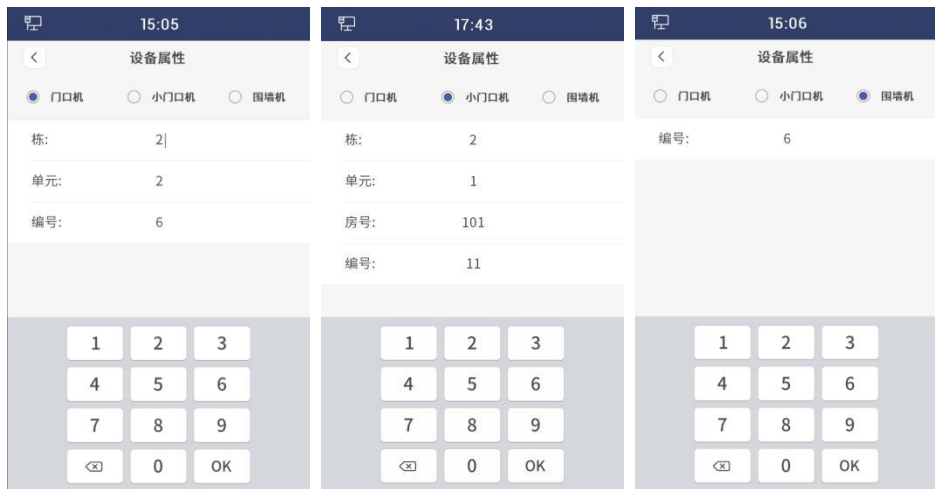 15:05
设备属性
门口机 小门口机 围墙机
栋: 2
单元: 2
编号: 6
1 2 3
4 5 6
7 8 9
0 OK
17:43
设备属性
门口机 小门口机 围墙机
栋: 2
单元: 1
房号: 101
编号: 11
1 2 3
4 5 6
7 8 9
0 OK
15:06
设备属性
门口机 小门口机 围墙机
编号: 6
1 2 3
4 5 6
7 8 9
0 OK